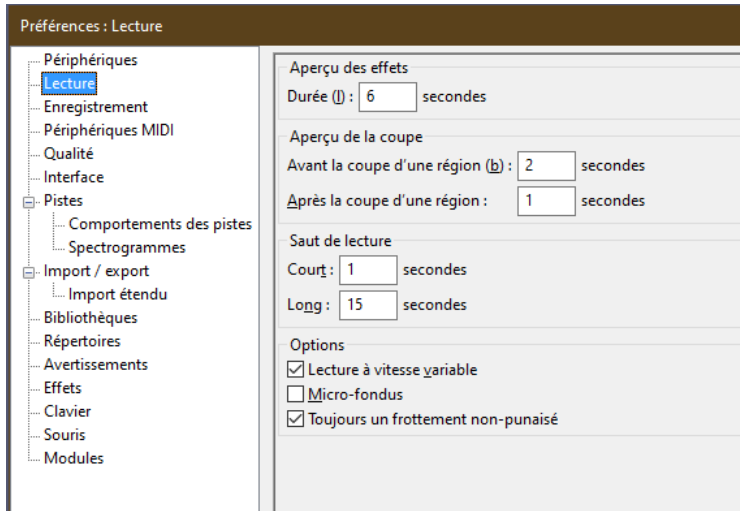 Préférences : Lecture
Périphériques
Lecture
Enregistrement
Périphériques MIDI
Qualité
Interface
Pistes
Comportements des pistes
Spectrogrammes
Import / export
Import étendu
Bibliothèques
Répertoires
Avertissements
Effets
Clavier
Souris
Modules
Aperçu des effets
Durée (l) : 6 secondes
Aperçu de la coupe
Avant la coupe d'une région (b) : 2 secondes
Après la coupe d'une région : 1 secondes
Saut de lecture
Court : 1 secondes
Long : 15 secondes
Options
Lecture à vitesse variable
Micro-fondus
Toujours un frottement non-punaisé